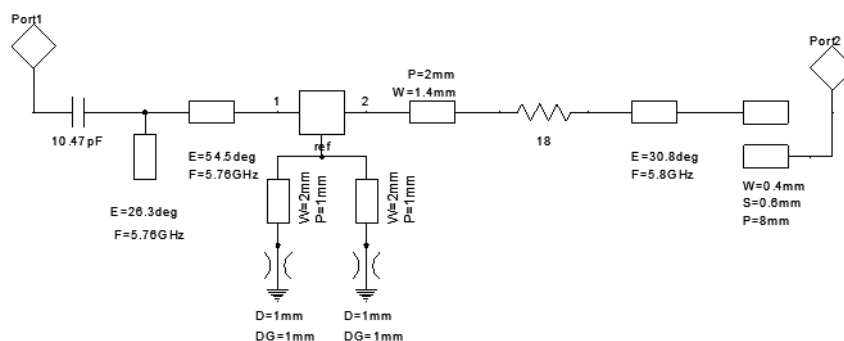 Port1
Port2
P=2mm
W=1.4mm
1
2
10.47pF
ref
18
E=54.5deg
F=5.76GHz
E=30.8deg
F=5.8GHz
E=26.3deg
F=5.76GHz
W=2mm
P=1mm
W=2mm
P=1mm
W=0.4mm
S=0.6mm
P=8mm
D=1mm
DG=1mm
D=1mm
DG=1mm